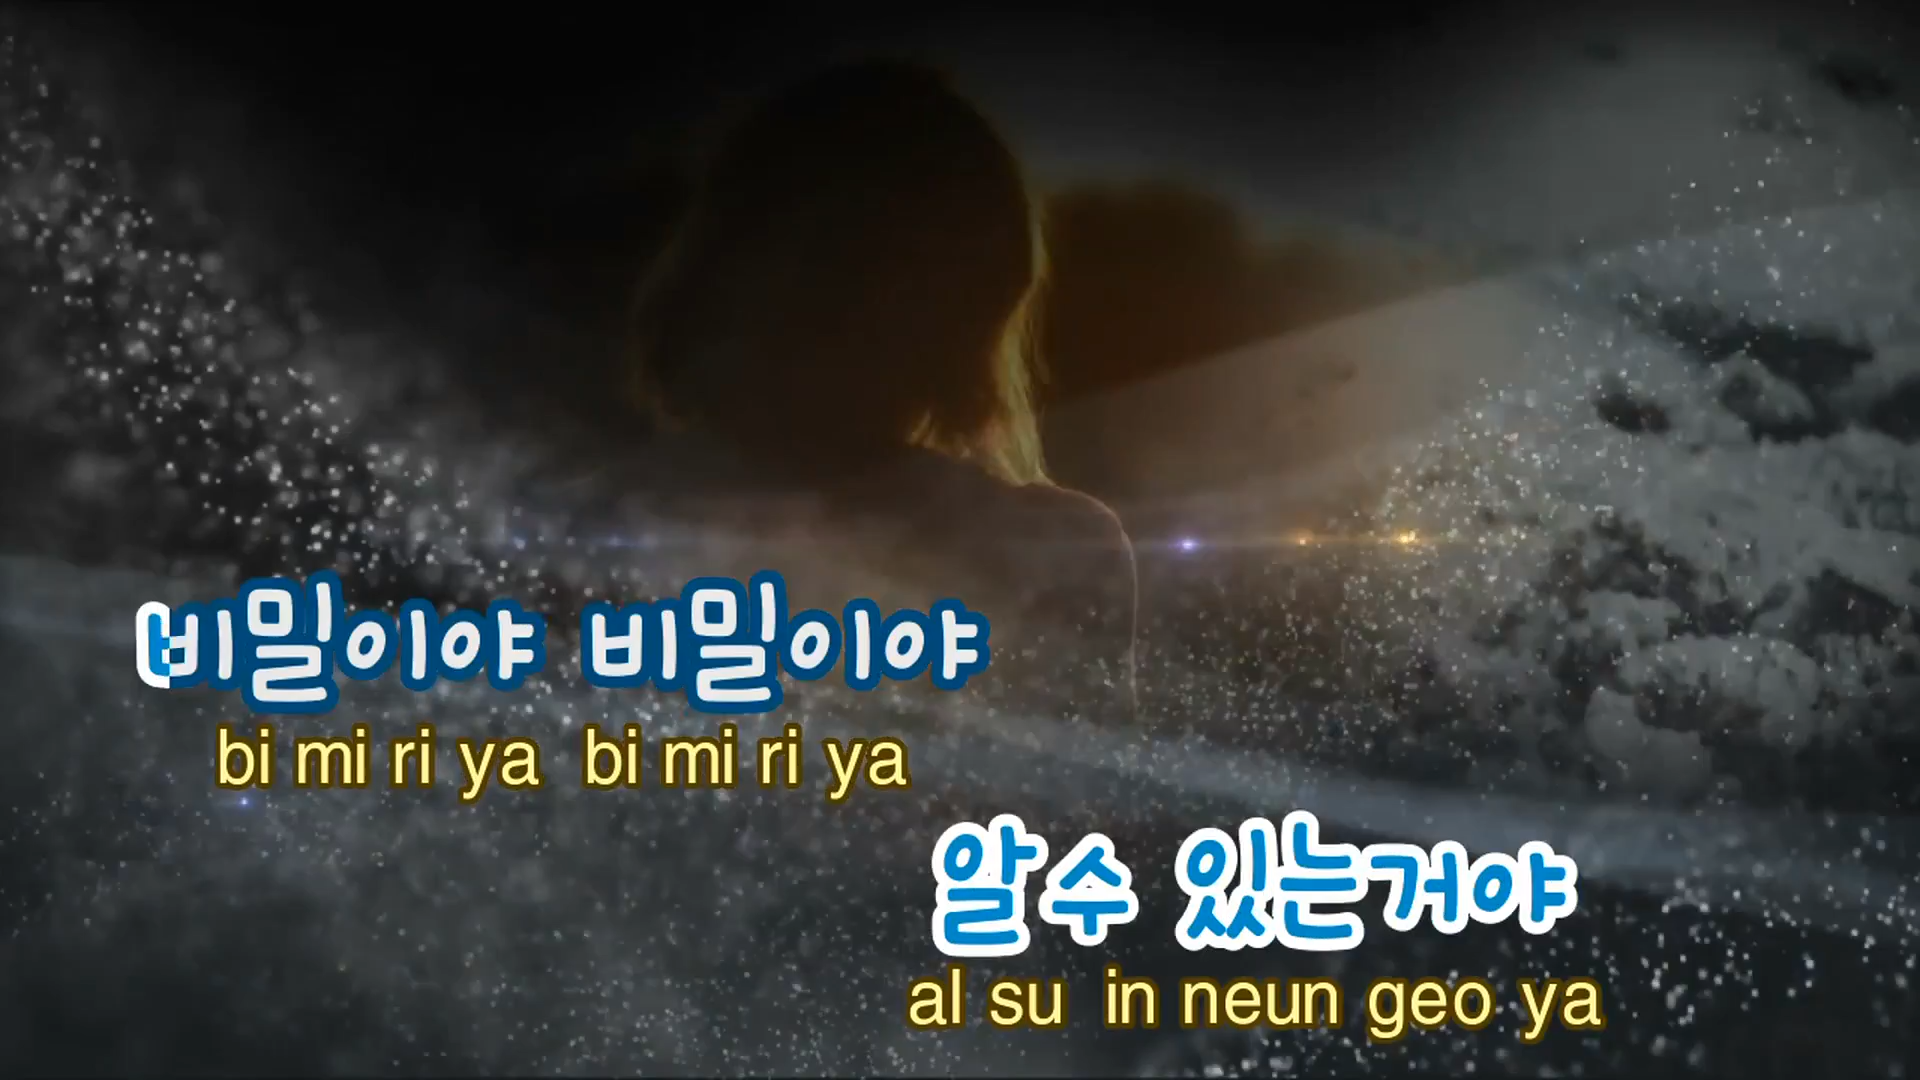 비밀이야 비밀이야
bi mi ri ya bi mi ri ya
알수 있는거야
al su in neun geo ya